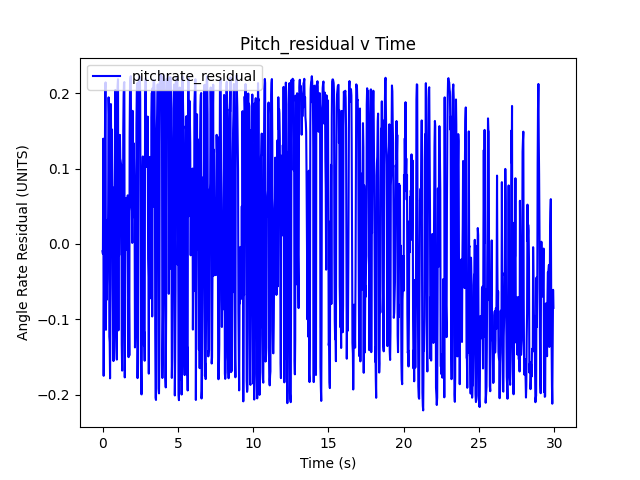 Pitch_residual v Time
pitchrate_residual
Angle Rate Residual (UNITS)
0.2
0.1
0.0
−0.1
−0.2
0 5 10 15 20 25 30
Time (s)